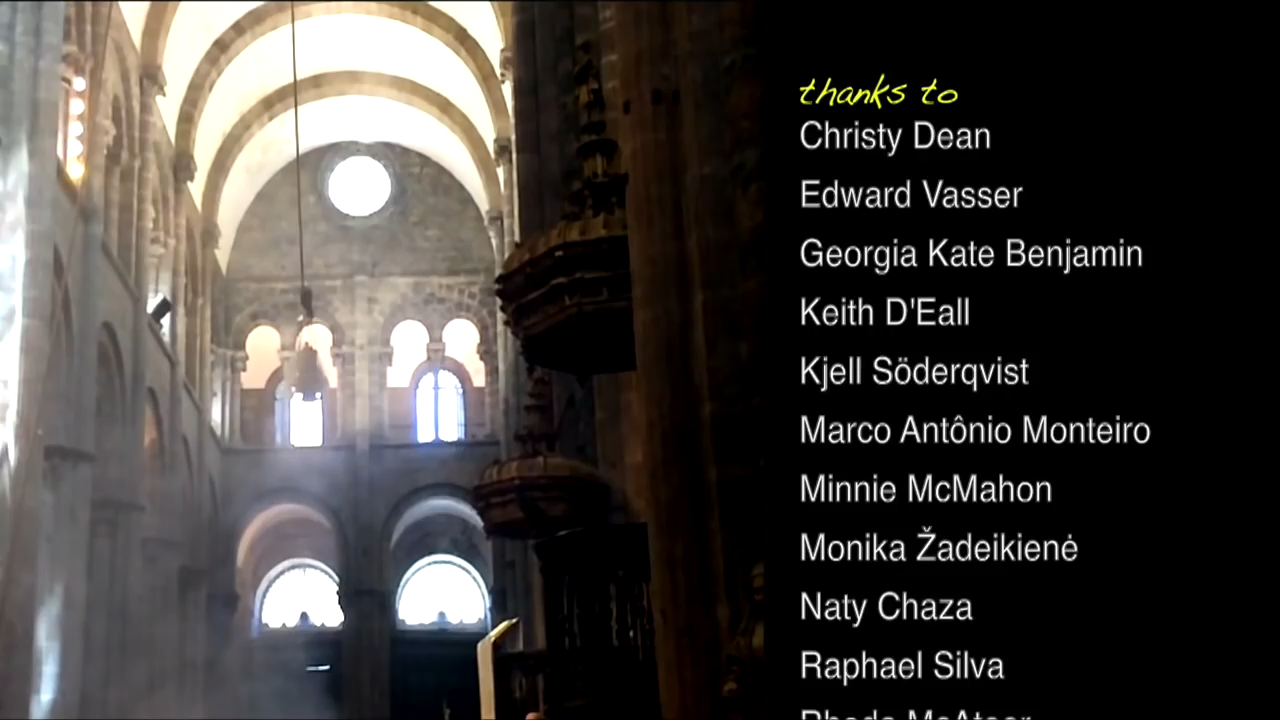 thanks to
Christy Dean
Edward Vasser
Georgia Kate Benjamin
Keith D'Eall
Kjell Söderqvist
Marco Antônio Monteiro
Minnie McMahon
Monika Žadeikienė
Naty Chaza
Raphael Silva